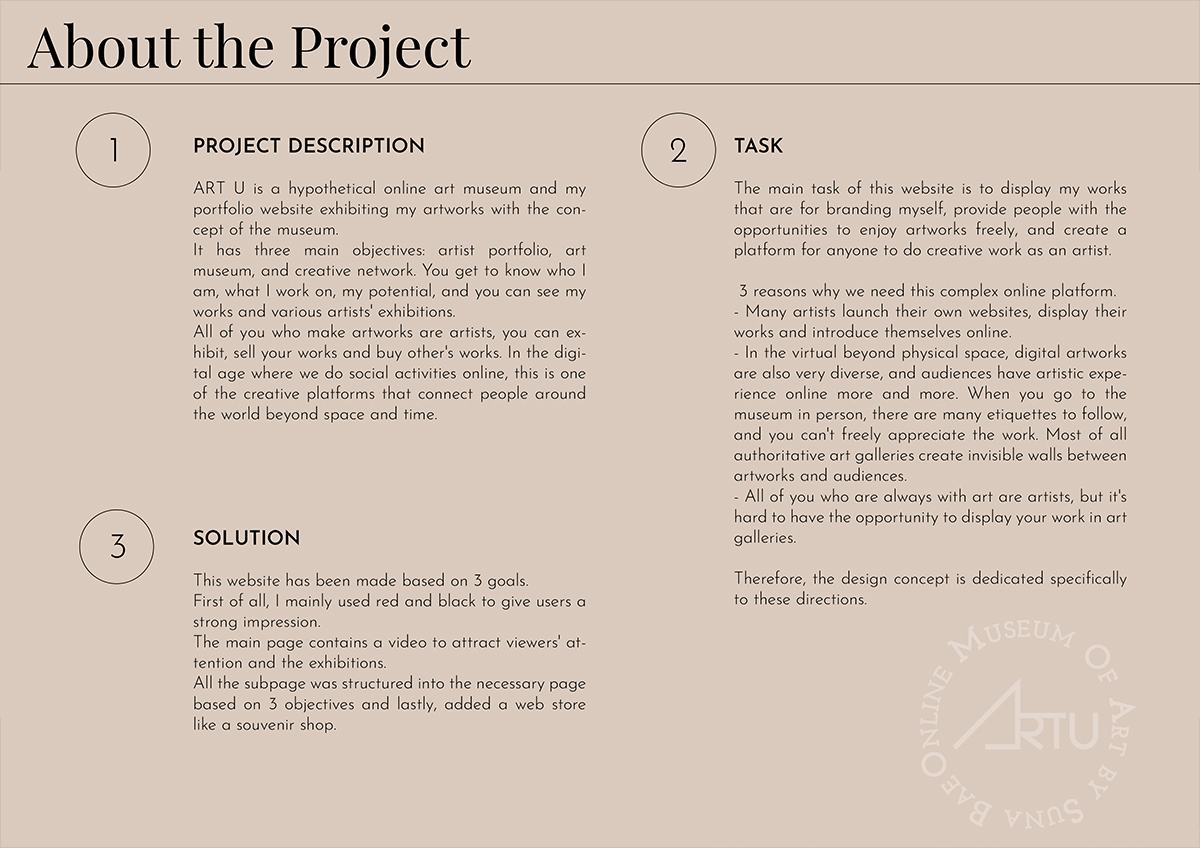 About the Project
1
PROJECT DESCRIPTION
ART U is a hypothetical online art museum and my
portfolio website exhibiting my artworks with the con-
cept of the museum.
It has three main objectives: artist portfolio, art
museum, and creative network. You get to know who I
am, what I work on, my potential, and you can see my
works and various artists' exhibitions.
All of you who make artworks are artists, you can ex-
hibit, sell your works and buy other's works. In the digi-
tal age where we do social activities online, this is one
of the creative platforms that connect people around
the world beyond space and time.
2
TASK
The main task of this website is to display my works
that are for branding myself, provide people with the
opportunities to enjoy artworks freely, and create a
platform for anyone to do creative work as an artist.
3 reasons why we need this complex online platform.
- Many artists launch their own websites, display their
works and introduce themselves online.
- In the virtual beyond physical space, digital artworks
are also very diverse, and audiences have artistic expe-
rience online more and more. When you go to the
museum in person, there are many etiquettes to follow,
and you can't freely appreciate the work. Most of all
authoritative art galleries create invisible walls between
artworks and audiences.
- All of you who are always with art are artists, but it's
hard to have the opportunity to display your work in art
galleries.
Therefore, the design concept is dedicated specifically
to these directions.
3
SOLUTION
This website has been made based on 3 goals.
First of all, I mainly used red and black to give users a
strong impression.
The main page contains a video to attract viewers' at-
tention and the exhibitions.
All the subpage was structured into the necessary page
based on 3 objectives and lastly, added a web store
like a souvenir shop.
Online Museum Of Art by Suna Bae
ARTU